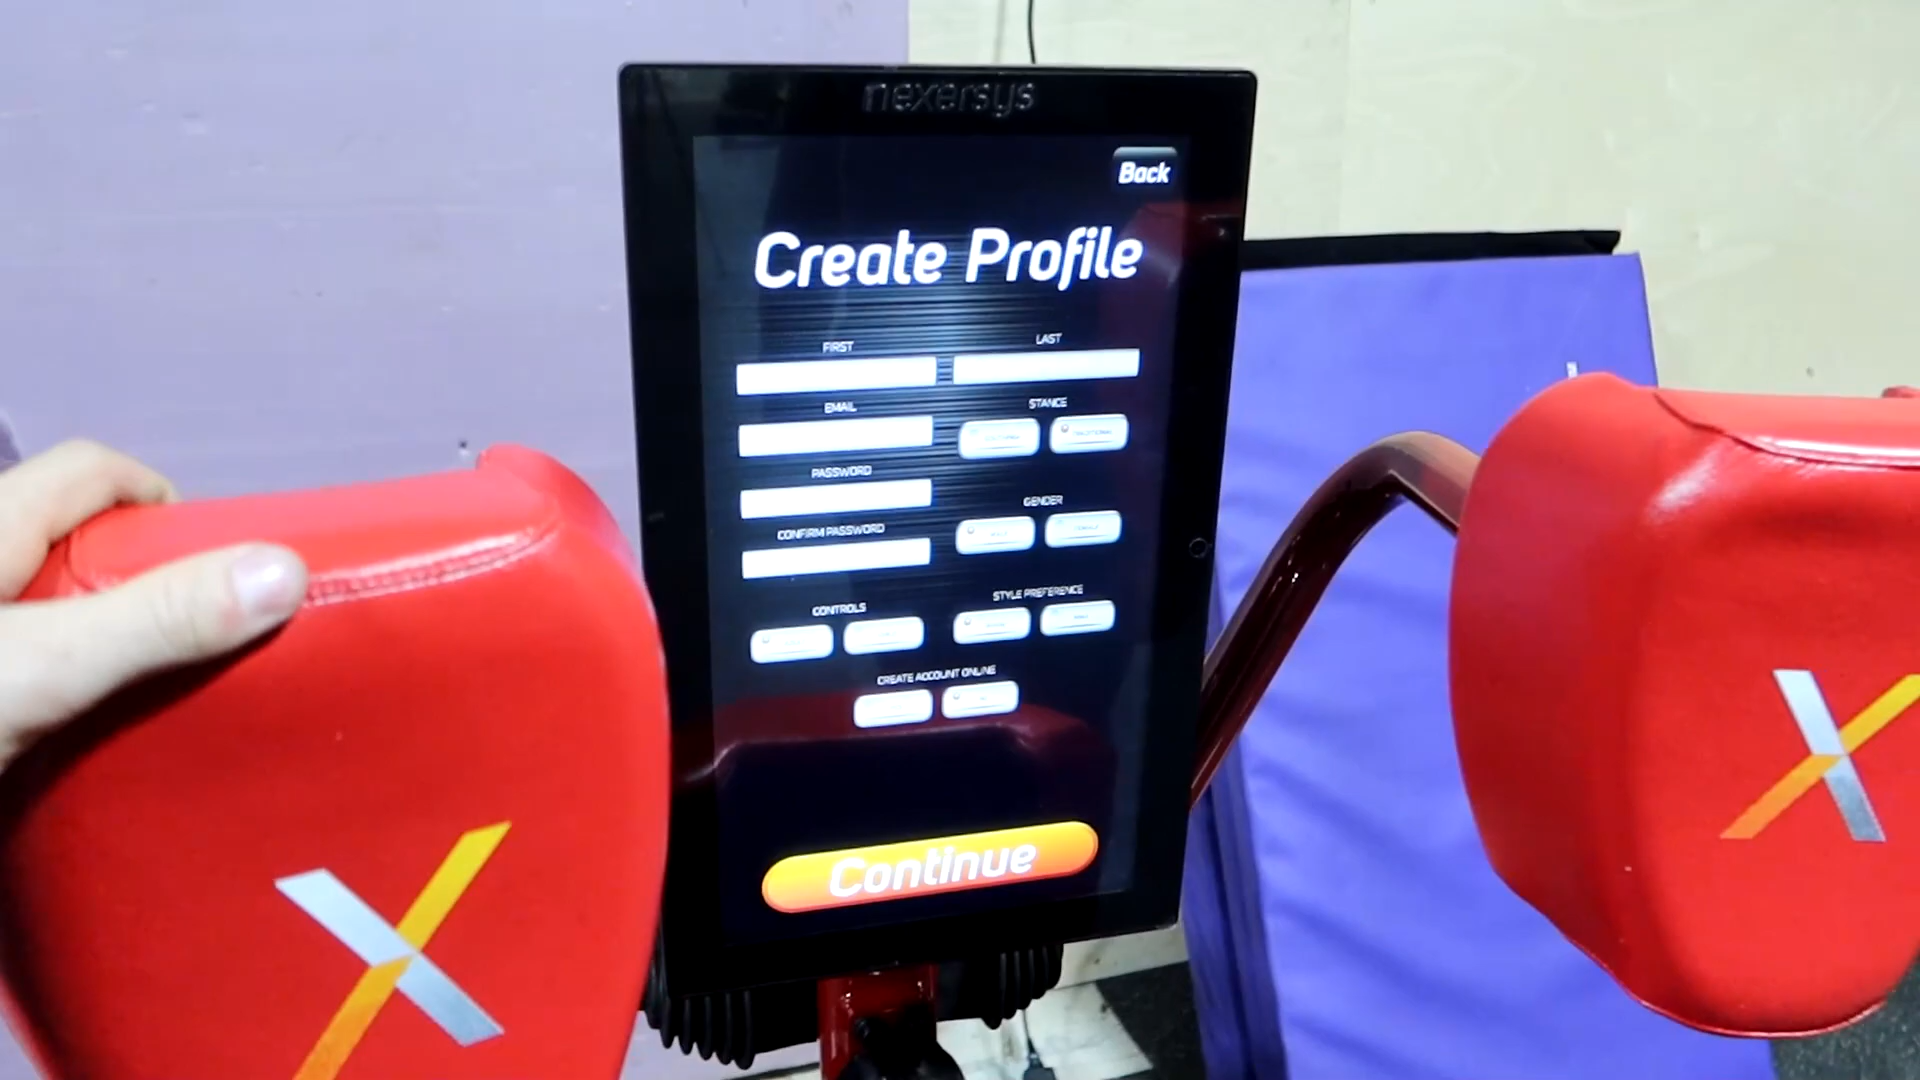 nexersys
Back
Create Profile
FIRST
LAST
EMAIL
STANCE
TRADITIONAL
PASSWORD
GENDER
CONFIRM PASSWORD
CONTROLS
STYLE PREFERENCE
CREATE ACCOUNT ONLINE
Continue